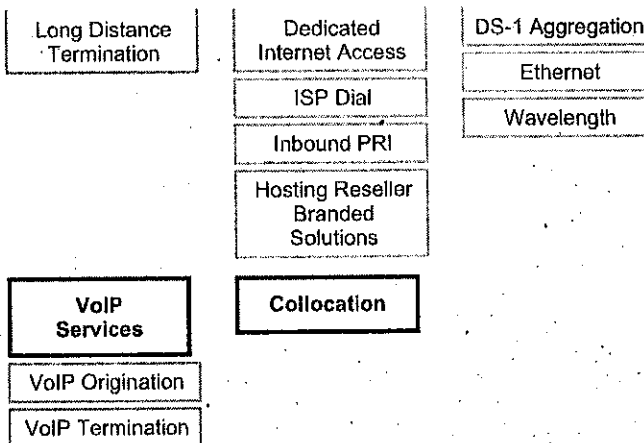 Long Distance
Termination
Dedicated
Internet Access
ISP Dial
Inbound PRI
Hosting Reseller
Branded
Solutions
DS-1 Aggregation
Ethernet
Wavelength
VoIP
Services
VoIP Origination
VoIP Termination
Collocation